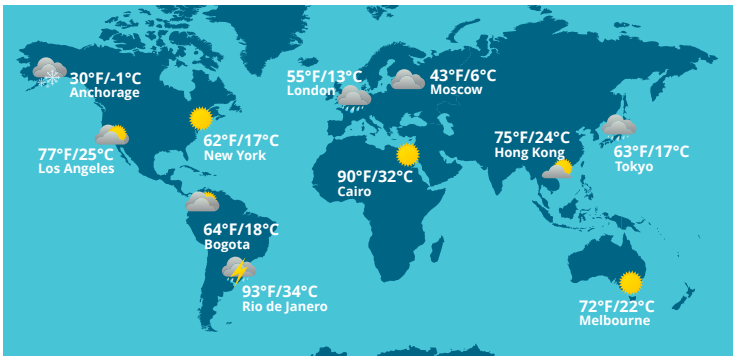 30°F/-1°C
Anchorage
55°F/13°C
London
43°F/6°C
Moscow
77°F/25°C
Los Angeles
62°F/17°C
New York
75°F/24°C
Hong Kong
63°F/17°C
Tokyo
90°F/32°C
Cairo
64°F/18°C
Bogota
93°F/34°C
Rio de Janero
72°F/22°C
Melbourne